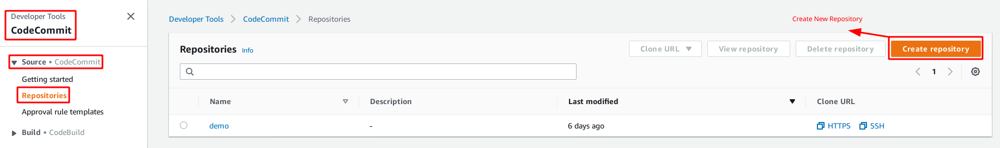 Developer Tools
CodeCommit
Source • CodeCommit
Getting started
Repositories
Approval rule templates
Build • CodeBuild
Developer Tools > CodeCommit > Repositories
Create New Repository
Repositories Info
Clone URL View repository Delete repository Create repository
1
Name Description Last modified Clone URL
demo - 6 days ago HTTPS SSH